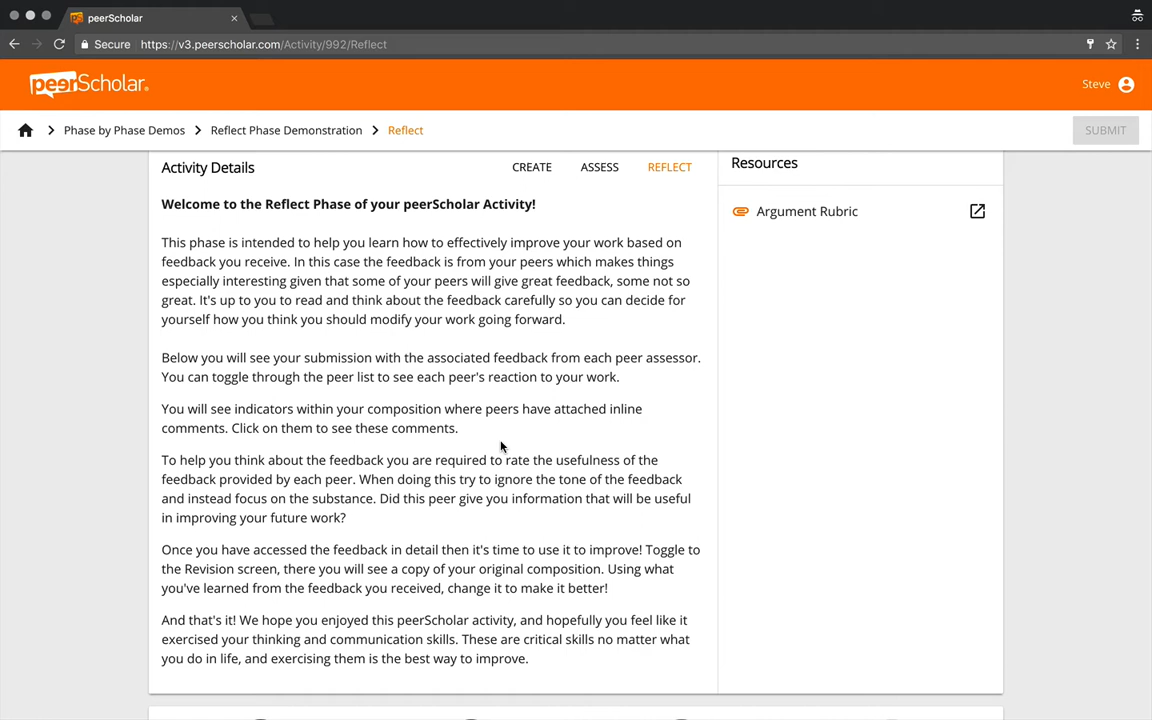 peerScholar
Secure https://v3.peerscholar.com/Activity/992/Reflect
peerScholar
Steve
Phase by Phase Demos Reflect Phase Demonstration Reflect
SUBMIT
Activity Details CREATE ASSESS REFLECT
Welcome to the Reflect Phase of your peerScholar Activity!
This phase is intended to help you learn how to effectively improve your work based on
feedback you receive. In this case the feedback is from your peers which makes things
especially interesting given that some of your peers will give great feedback, some not so
great. It's up to you to read and think about the feedback carefully so you can decide for
yourself how you think you should modify your work going forward.
Below you will see your submission with the associated feedback from each peer assessor.
You can toggle through the peer list to see each peer's reaction to your work.
You will see indicators within your composition where peers have attached inline
comments. Click on them to see these comments.
To help you think about the feedback you are required to rate the usefulness of the
feedback provided by each peer. When doing this try to ignore the tone of the feedback
and instead focus on the substance. Did this peer give you information that will be useful
in improving your future work?
Once you have accessed the feedback in detail then it's time to use it to improve! Toggle to
the Revision screen, there you will see a copy of your original composition. Using what
you've learned from the feedback you received, change it to make it better!
And that's it! We hope you enjoyed this peerScholar activity, and hopefully you feel like it
exercised your thinking and communication skills. These are critical skills no matter what
you do in life, and exercising them is the best way to improve.
Resources
Argument Rubric